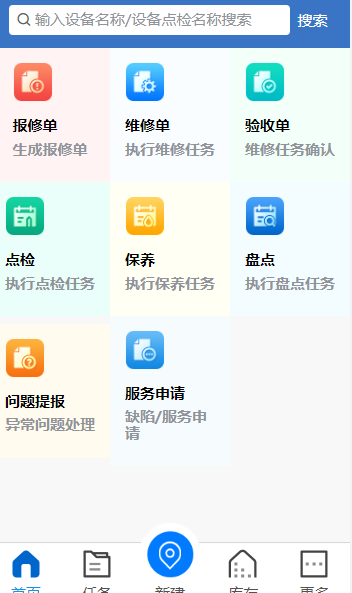 输入设备名称/设备点检名称搜索 搜索
报修单 维修单 验收单
生成报修单 执行维修任务 维修任务确认
点检 保养 盘点
执行点检任务 执行保养任务 执行盘点任务
问题提报 服务申请
异常问题处理 缺陷/服务申
请
首页 任务 新建 库存 更多